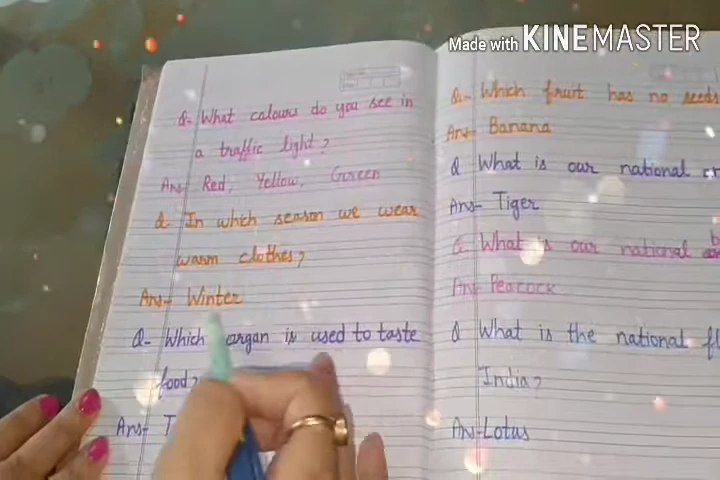 Made with KINEMASTER
Q- What colours do you see in
a traffic light?
Ans- Red, Yellow, Green
Q In which season we wear
warm clothes?
Ans- Winter
Q- Which organ is used to taste
food?
Ans-
Q- Which fruit has no seeds
Ans- Banana
Q What is our national
Ans- Tiger
Q What is our national
Ans- Peacock
Q What is the national
India?
Ans- Lotus